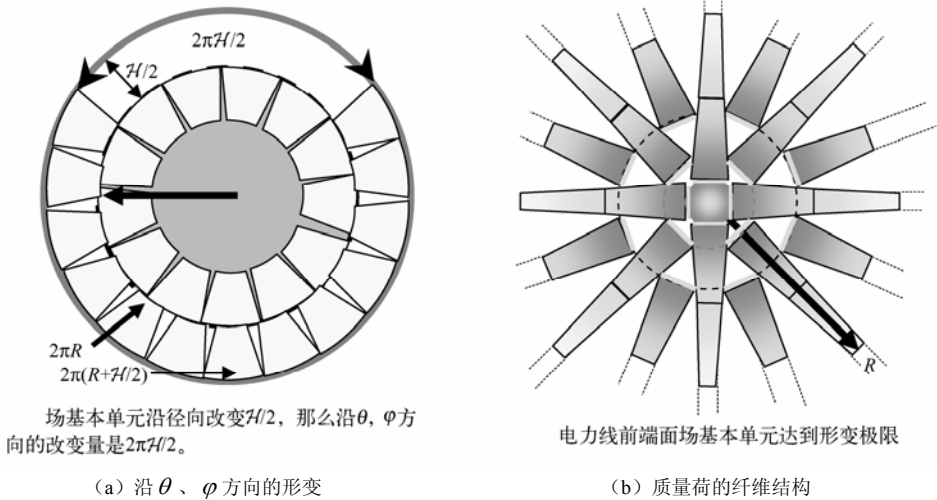 2πℋ/2
ℋ/2
2πR
2π(R+ℋ/2)
场基本单元沿径向改变ℋ/2，那么沿θ, φ方
向的改变量是2πℋ/2。
（a）沿 θ 、φ 方向的形变
R
电力线前端面场基本单元达到形变极限
（b）质量荷的纤维结构